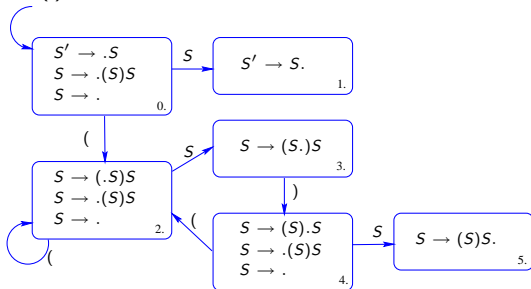 S′ → .S
S → .(S)S
S → .
0.
S
S′ → S.
1.
(
S → (.S)S
S → .(S)S
S → .
2.
(
S
S → (S.)S
3.
)
(
S → (S).S
S → .(S)S
S → .
4.
S
S → (S)S.
5.